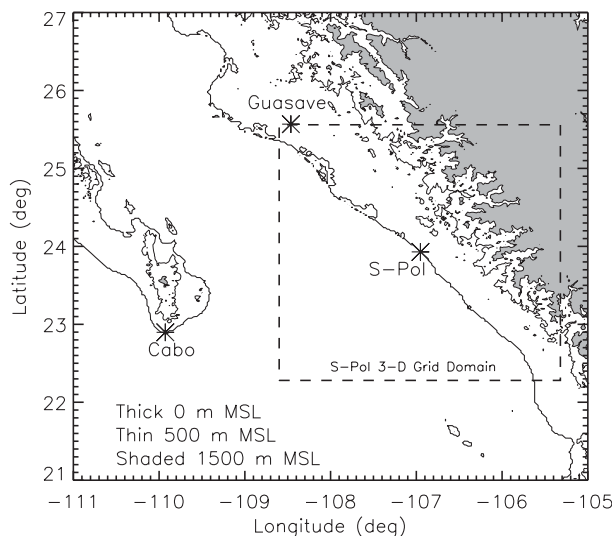 27
26
25
24
23
22
21
Latitude (deg)
Guasave
S-Pol
Cabo
S-Pol 3-D Grid Domain
Thick 0 m MSL
Thin 500 m MSL
Shaded 1500 m MSL
-111 -110 -109 -108 -107 -106 -105
Longitude (deg)